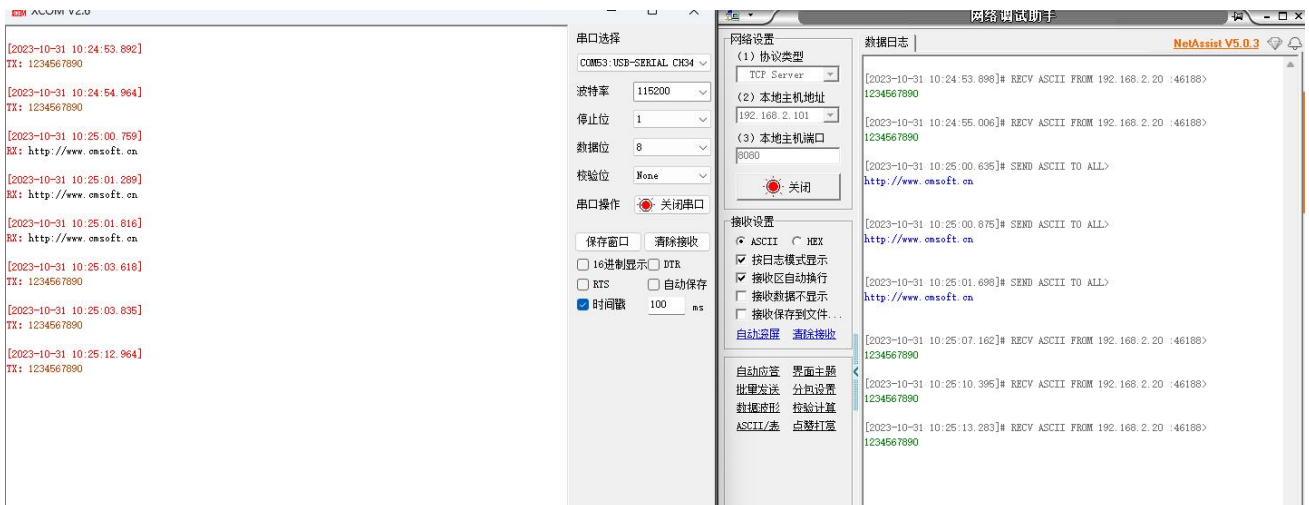 XCOM V2.6
[2023-10-31 10:24:53.892]
TX: 1234567890
[2023-10-31 10:24:54.964]
TX: 1234567890
[2023-10-31 10:25:00.759]
RX: http://www.cmsoft.cn
[2023-10-31 10:25:01.289]
RX: http://www.cmsoft.cn
[2023-10-31 10:25:01.816]
RX: http://www.cmsoft.cn
[2023-10-31 10:25:03.618]
TX: 1234567890
[2023-10-31 10:25:03.835]
TX: 1234567890
[2023-10-31 10:25:12.964]
TX: 1234567890
串口选择
COM53:USB-SERIAL CH34
波特率 115200
停止位 1
数据位 8
校验位 None
串口操作 关闭串口
保存窗口 清除接收
16进制显示 DTR
RTS 自动保存
时间戳 100 ms
网络调试助手
网络设置
(1) 协议类型
TCP Server
(2) 本地主机地址
192.168.2.101
(3) 本地主机端口
8080
关闭
接收设置
ASCII HEX
按日志模式显示
接收区自动换行
接收数据不显示
接收保存到文件...
自动滚屏 清除接收
自动应答 界面主题
批量发送 分包设置
数据波形 校验计算
ASCII/表 点赞打赏
数据日志
NetAssist V5.0.3
[2023-10-31 10:24:53.898]# RECV ASCII FROM 192.168.2.20 :46188>
1234567890
[2023-10-31 10:24:55.006]# RECV ASCII FROM 192.168.2.20 :46188>
1234567890
[2023-10-31 10:25:00.635]# SEND ASCII TO ALL>
http://www.cmsoft.cn
[2023-10-31 10:25:00.875]# SEND ASCII TO ALL>
http://www.cmsoft.cn
[2023-10-31 10:25:01.698]# SEND ASCII TO ALL>
http://www.cmsoft.cn
[2023-10-31 10:25:07.162]# RECV ASCII FROM 192.168.2.20 :46188>
1234567890
[2023-10-31 10:25:10.395]# RECV ASCII FROM 192.168.2.20 :46188>
1234567890
[2023-10-31 10:25:13.283]# RECV ASCII FROM 192.168.2.20 :46188>
1234567890